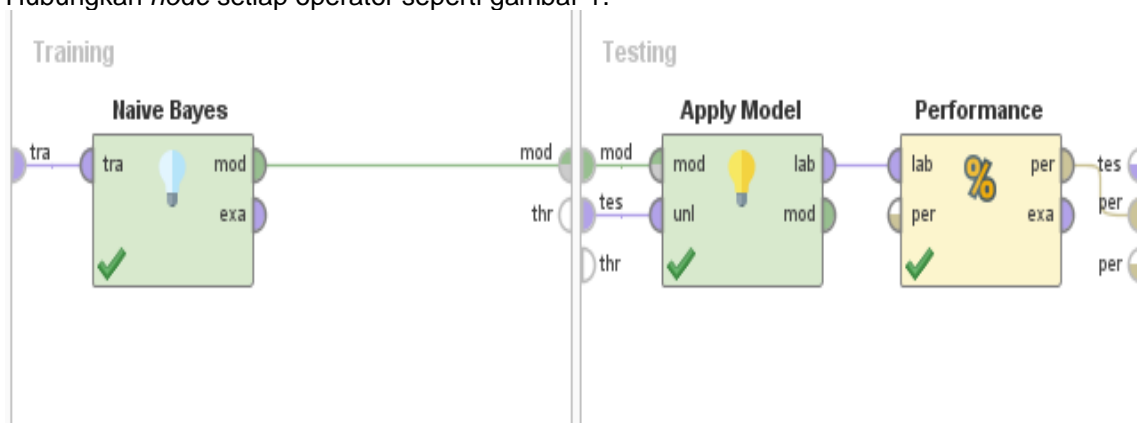 Hubungkan node setiap operator seperti gambar
Training
Testing
Naive Bayes
Apply Model
Performance
tra
tra
mod
mod
mod
mod
lab
lab
per
tes
exa
thr
tes
unl
mod
per
exa
per
thr
per
%